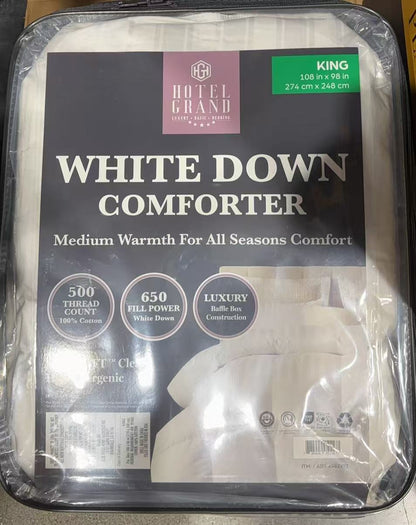 HOTEL
GRAND
LUXURY • BASIC • BEDDING
KING
108 in x 98 in
274 cm x 248 cm
WHITE DOWN
COMFORTER
Medium Warmth For All Seasons Comfort
500
THREAD
COUNT
100% Cotton
650
FILL POWER
White Down
LUXURY
Baffle Box
Construction